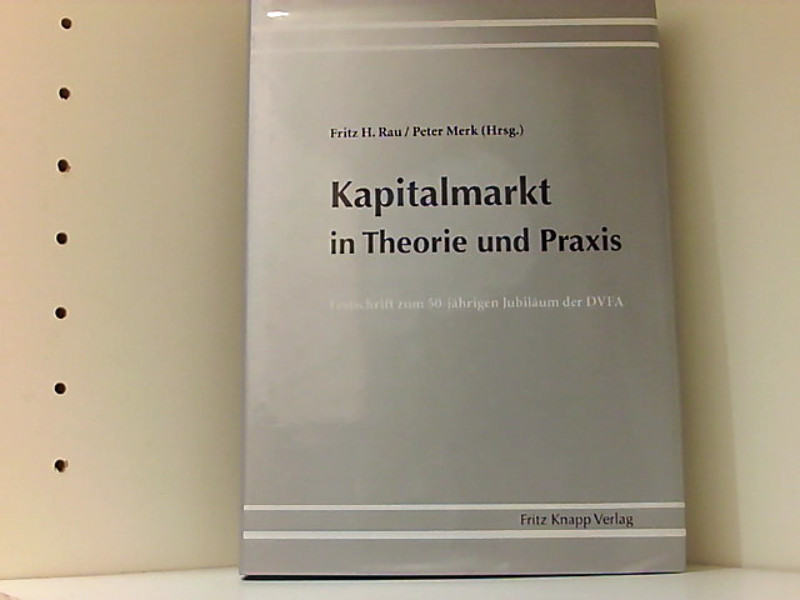 Fritz H. Rau / Peter Merk (Hrsg.)
Kapitalmarkt
in Theorie und Praxis
Festschrift zum 50-jährigen Jubiläum der DVFA
Fritz Knapp Verlag